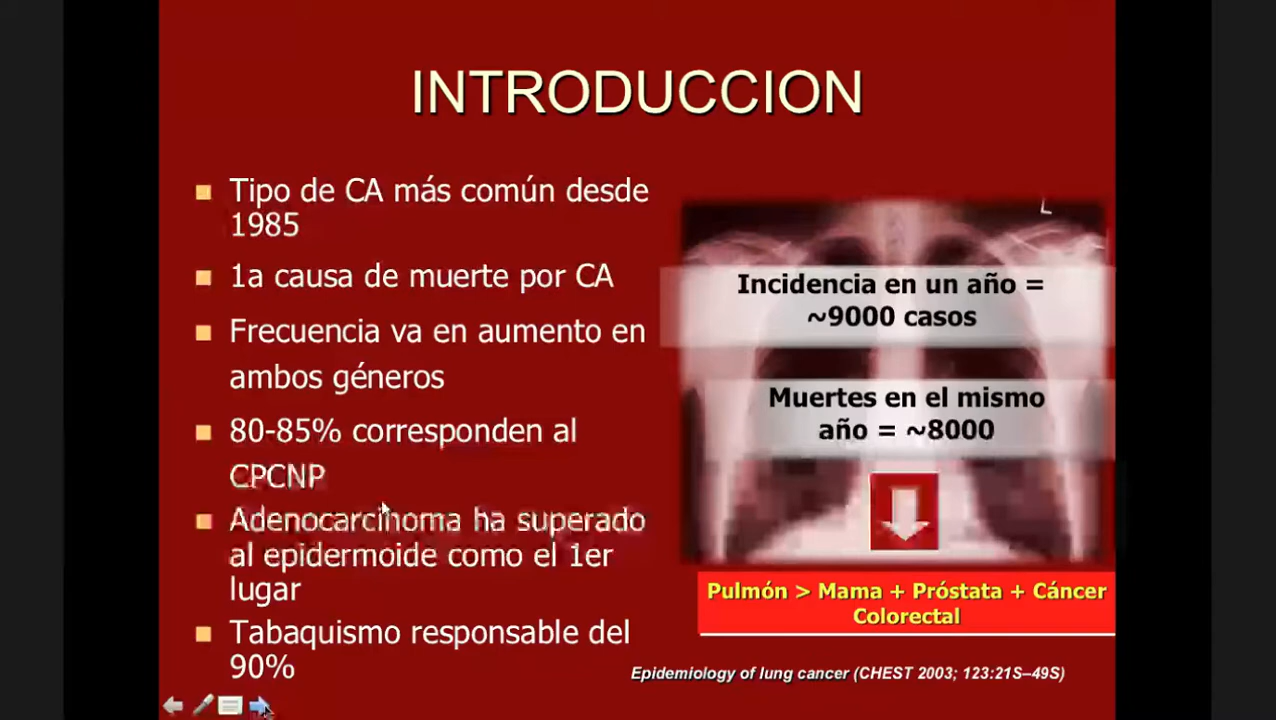 INTRODUCCION
Tipo de CA más común desde
1985
1a causa de muerte por CA
Frecuencia va en aumento en
ambos géneros
80-85% corresponden al
CPCNP
Adenocarcinoma ha superado
al epidermoide como el 1er
lugar
Tabaquismo responsable del
90%
L
Incidencia en un año =
~9000 casos
Muertes en el mismo
año = ~8000
Pulmón > Mama + Próstata + Cáncer
Colorectal
Epidemiology of lung cancer (CHEST 2003; 123:21S–49S)